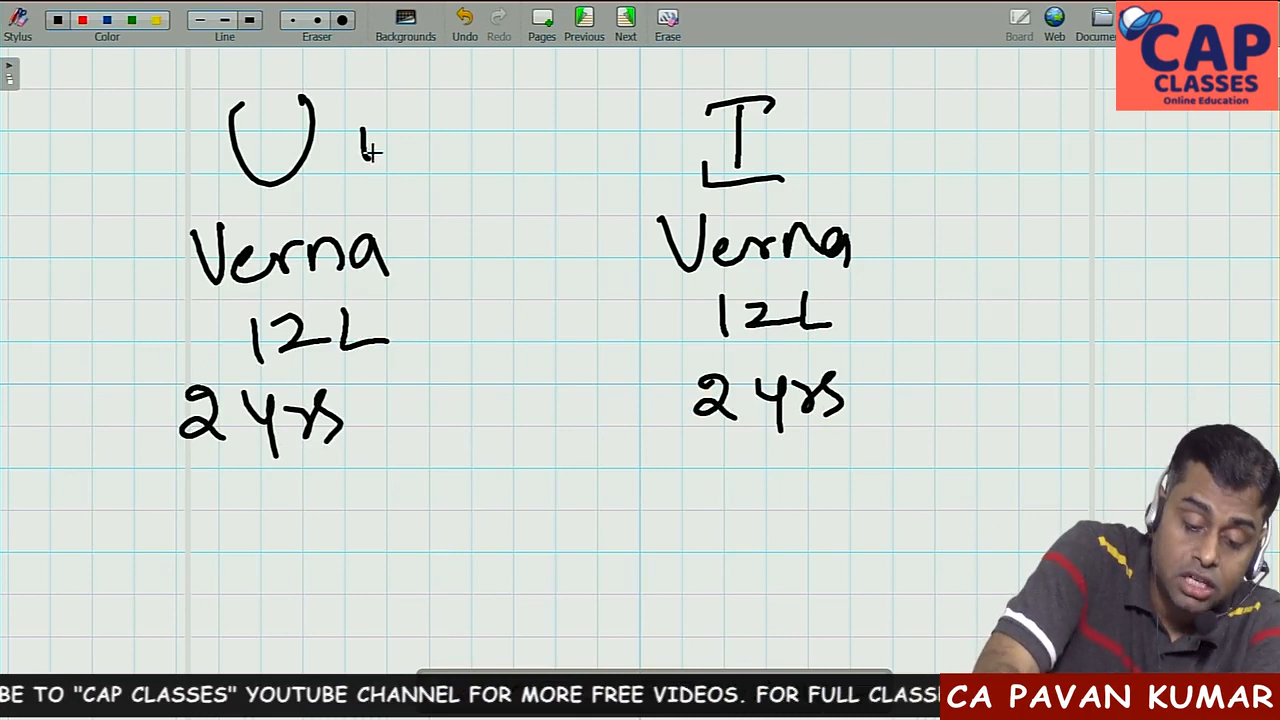 Stylus Color Line Eraser Backgrounds Undo Redo Pages Previous Next Erase Board Web Documen
CAP
CLASSES
Online Education
U I
Verna Verna
12L 12L
2 yrs 2 yrs
BE TO "CAP CLASSES" YOUTUBE CHANNEL FOR MORE FREE VIDEOS. FOR FULL CLASS
CA PAVAN KUMAR